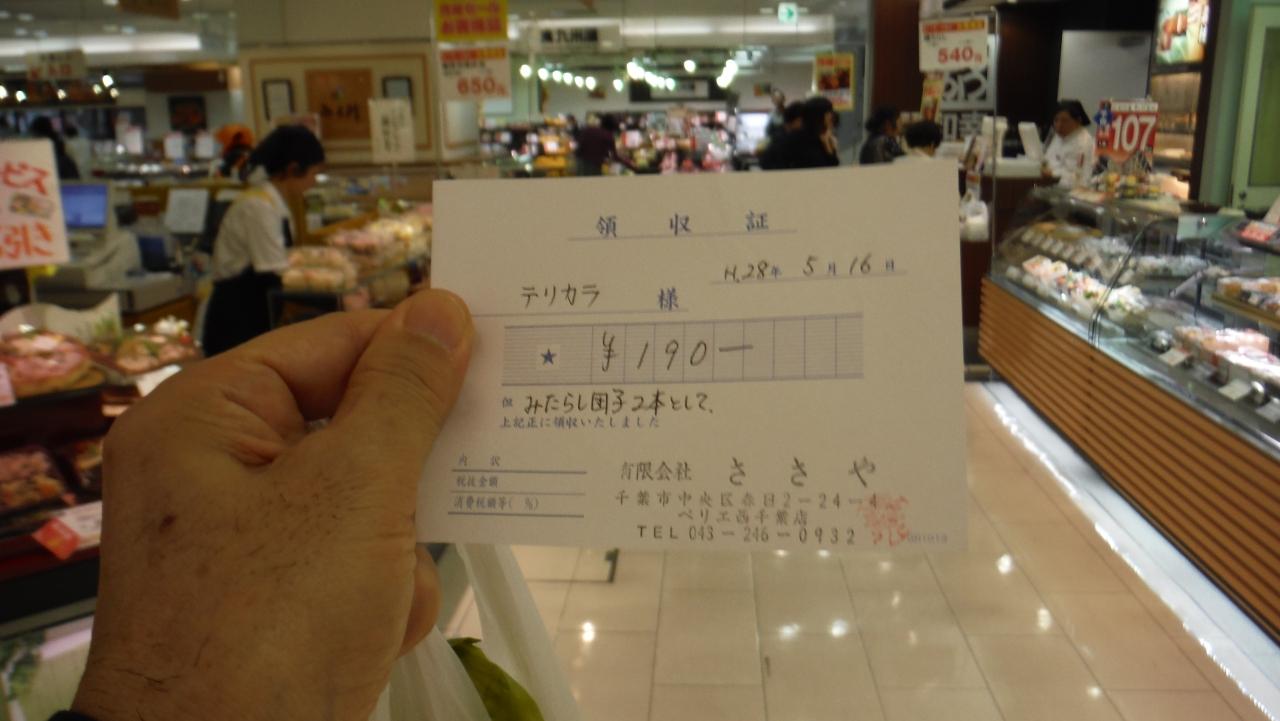 650
540
107
領 収 証
H.28年 5月16日
テリカラ 様
★ ¥190ー
但 みたらし団子2本として、
上記正に領収いたしました
内 訳
税抜金額
消費税額等( %)
有限会社 ささや
千葉市中央区春日2-24-4
ペリエ西千葉店
TEL 043-246-0932